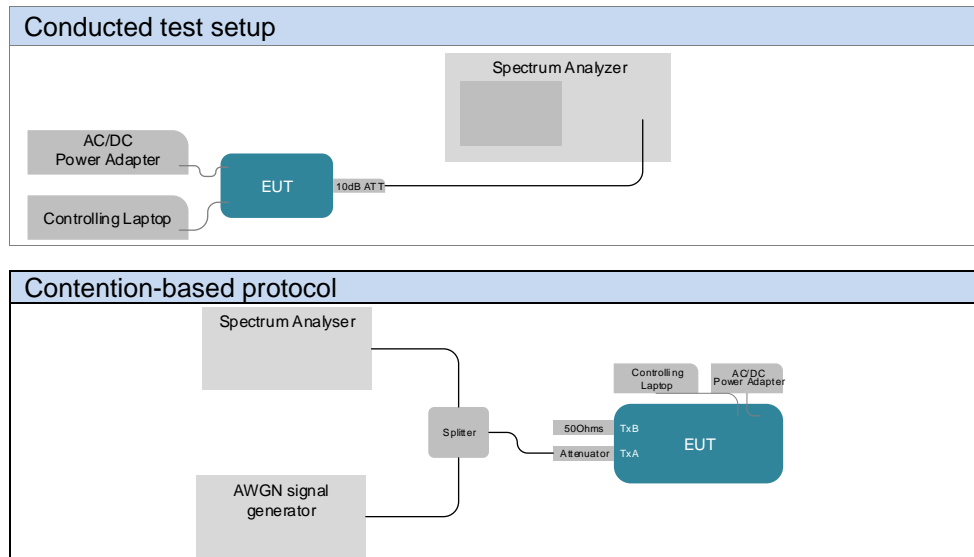 Conducted test setup
Spectrum Analyzer
AC/DC
Power Adapter
EUT
10dB ATT
Controlling Laptop
Contention-based protocol
Spectrum Analyser
Controlling
Laptop
AC/DC
Power Adapter
Splitter
50Ohms
TxB
EUT
Attenuator
TxA
AWGN signal
generator